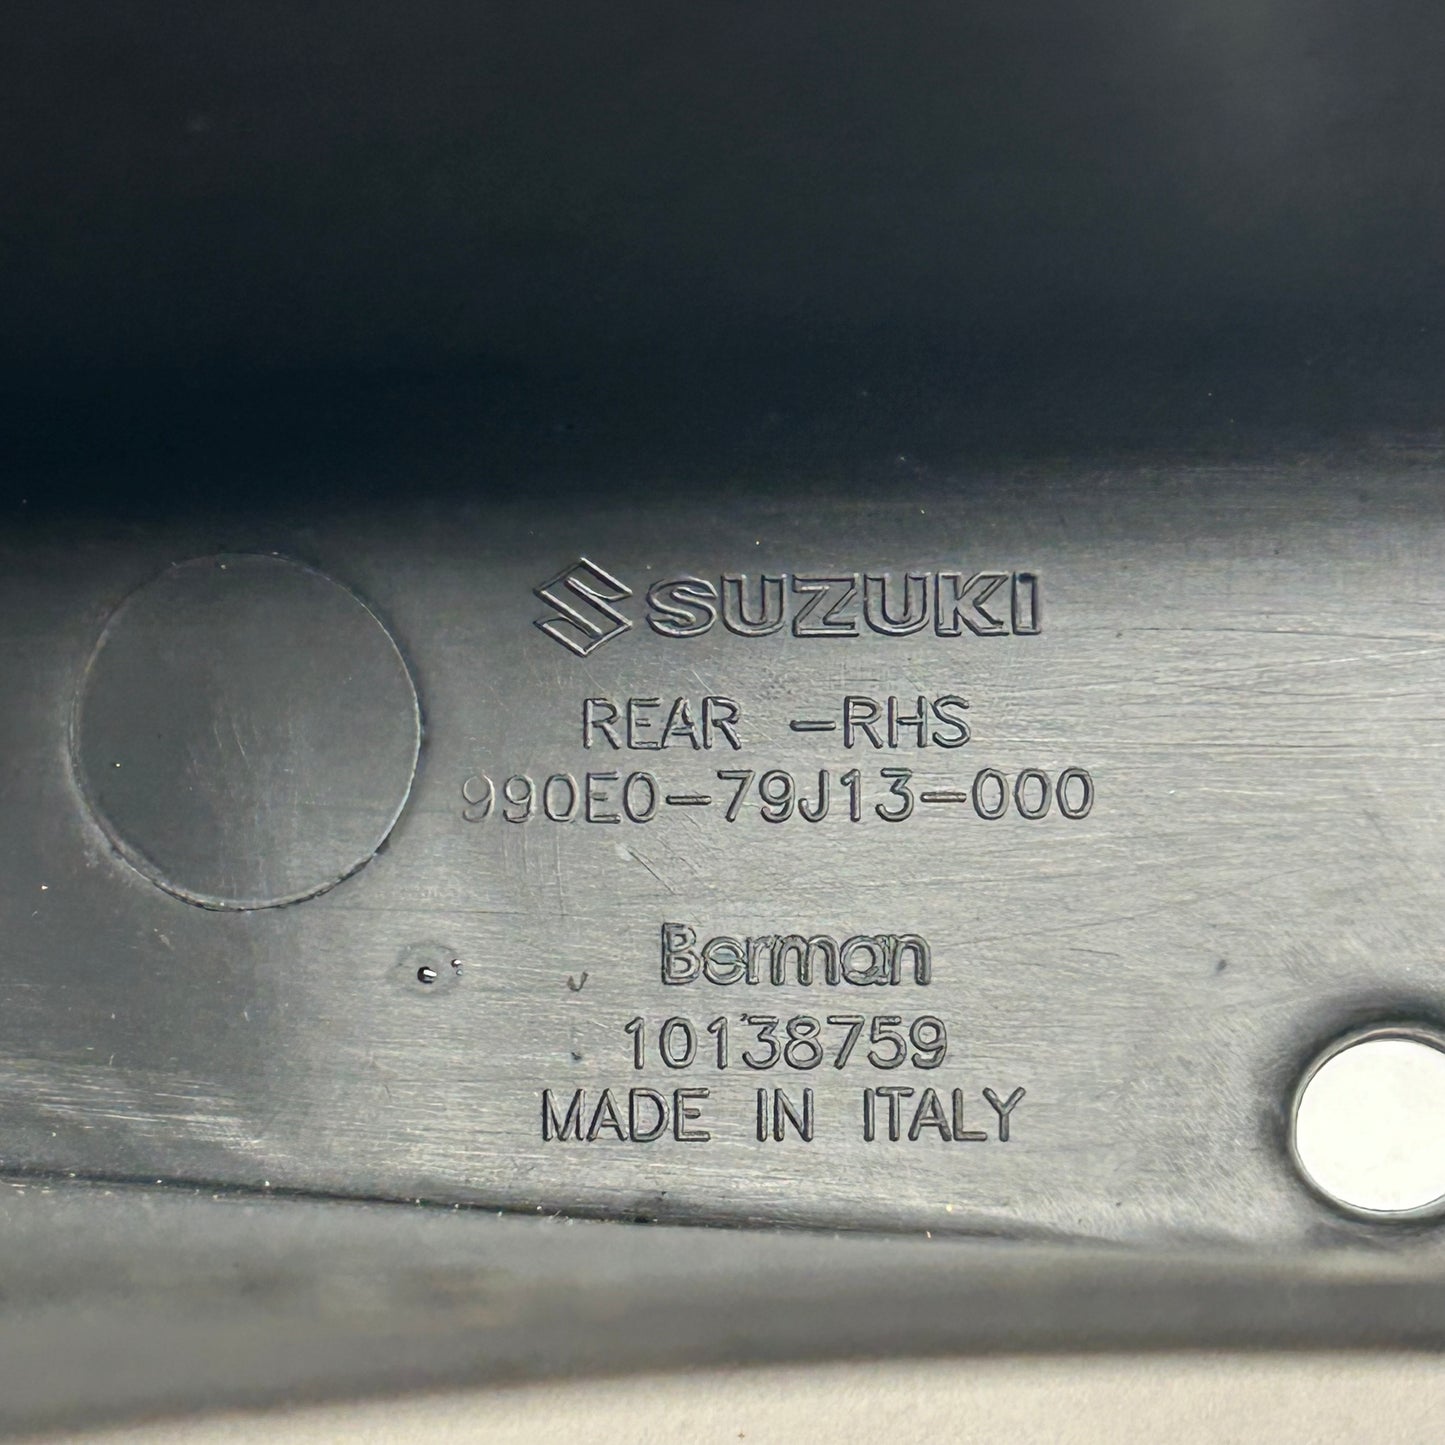 SUZUKI
REAR -RHS
990E0-79J13-000
Berman
10138759
MADE IN ITALY